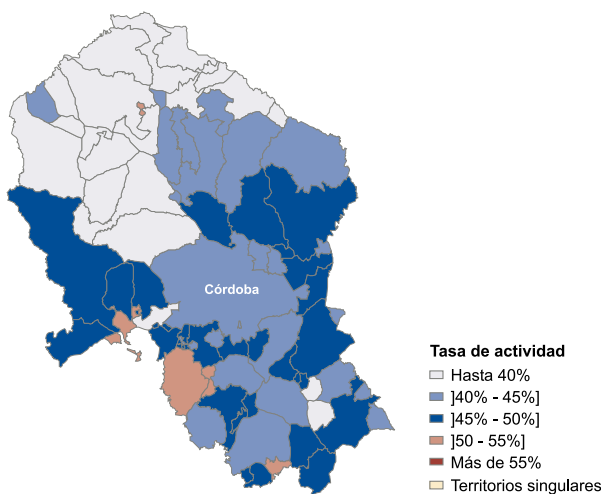 Córdoba
Tasa de actividad
Hasta 40%
]40% - 45%]
]45% - 50%]
]50 - 55%]
Más de 55%
Territorios singulares